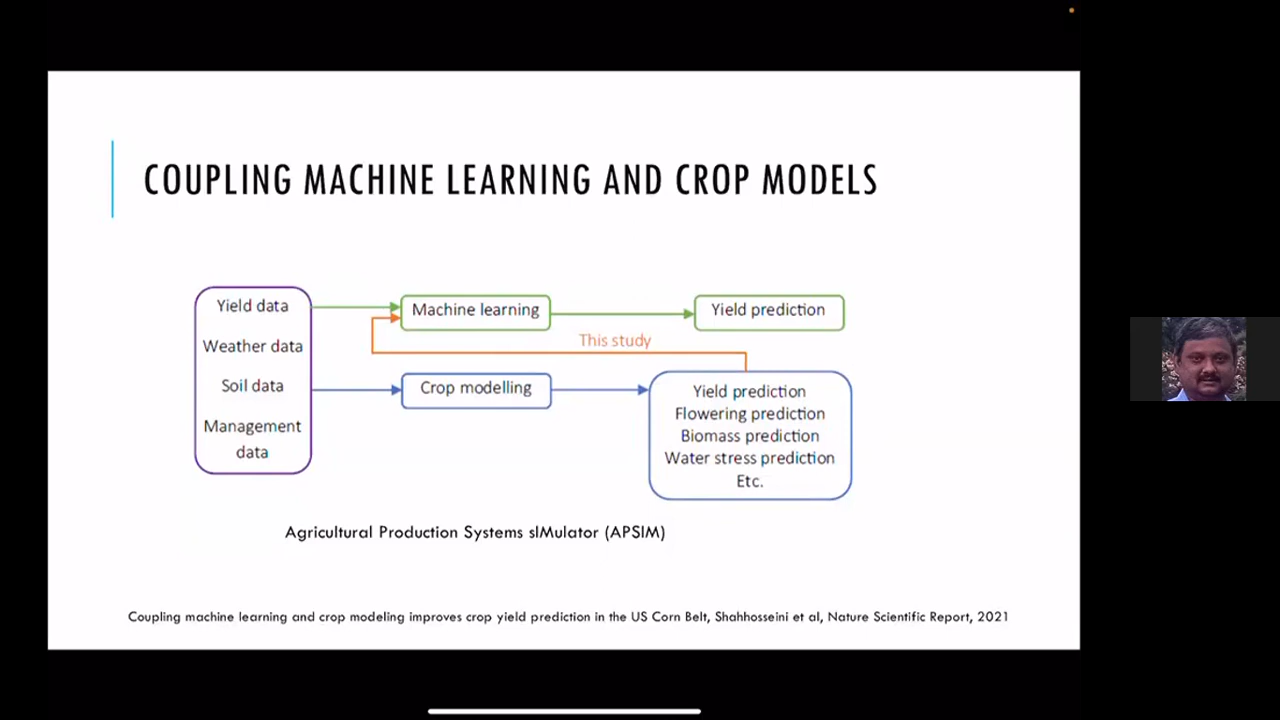 COUPLING MACHINE LEARNING AND CROP MODELS
Yield data
Weather data
Soil data
Management
data
Machine learning
Yield prediction
This study
Crop modelling
Yield prediction
Flowering prediction
Biomass prediction
Water stress prediction
Etc.
Agricultural Production Systems sIMulator (APSIM)
Coupling machine learning and crop modeling improves crop yield prediction in the US Corn Belt, Shahhosseini et al, Nature Scientific Report, 2021